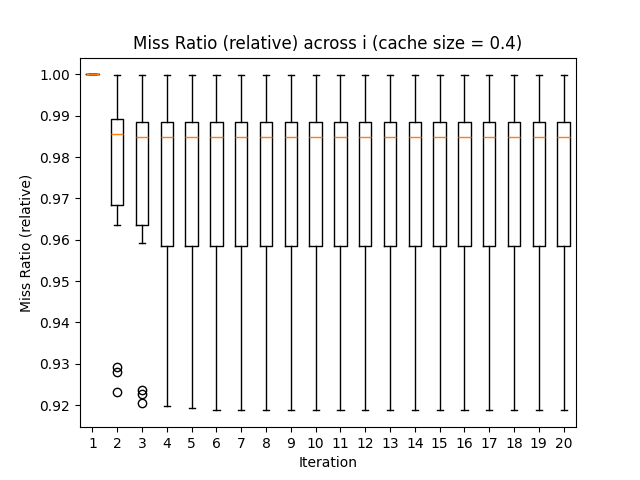 Miss Ratio (relative) across i (cache size = 0.4)
1.00
0.99
0.98
0.97
0.96
0.95
0.94
0.93
0.92
Miss Ratio (relative)
1 2 3 4 5 6 7 8 9 10 11 12 13 14 15 16 17 18 19 20
Iteration